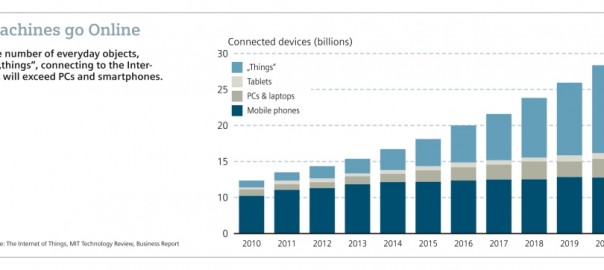 achines go Online
e number of everyday objects,
„things”, connecting to the Inter-
will exceed PCs and smartphones.
Connected devices (billions)
30
25
20
15
10
5
0
„Things”
Tablets
PCs & laptops
Mobile phones
2010 2011 2012 2013 2014 2015 2016 2017 2018 2019 20
e: The Internet of Things, MIT Technology Review, Business Report